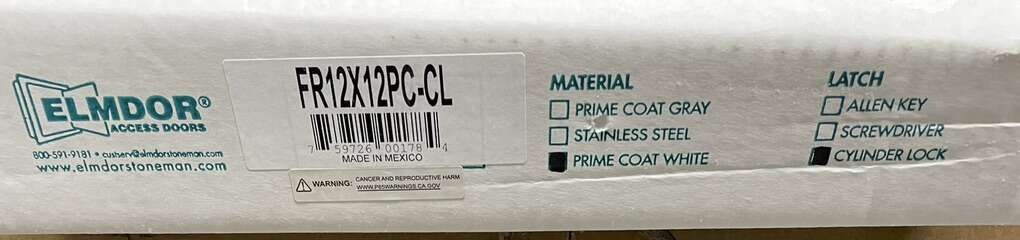 ELMDOR®
ACCESS DOORS
800-591-9181 • custserv@elmdorstoneman.com
www.elmdorstoneman.com
FR12X12PC-CL
7 59726 00178 4
MADE IN MEXICO
WARNING: CANCER AND REPRODUCTIVE HARM
WWW.P65WARNINGS.CA.GOV
MATERIAL
PRIME COAT GRAY
STAINLESS STEEL
PRIME COAT WHITE
LATCH
ALLEN KEY
SCREWDRIVER
CYLINDER LOCK